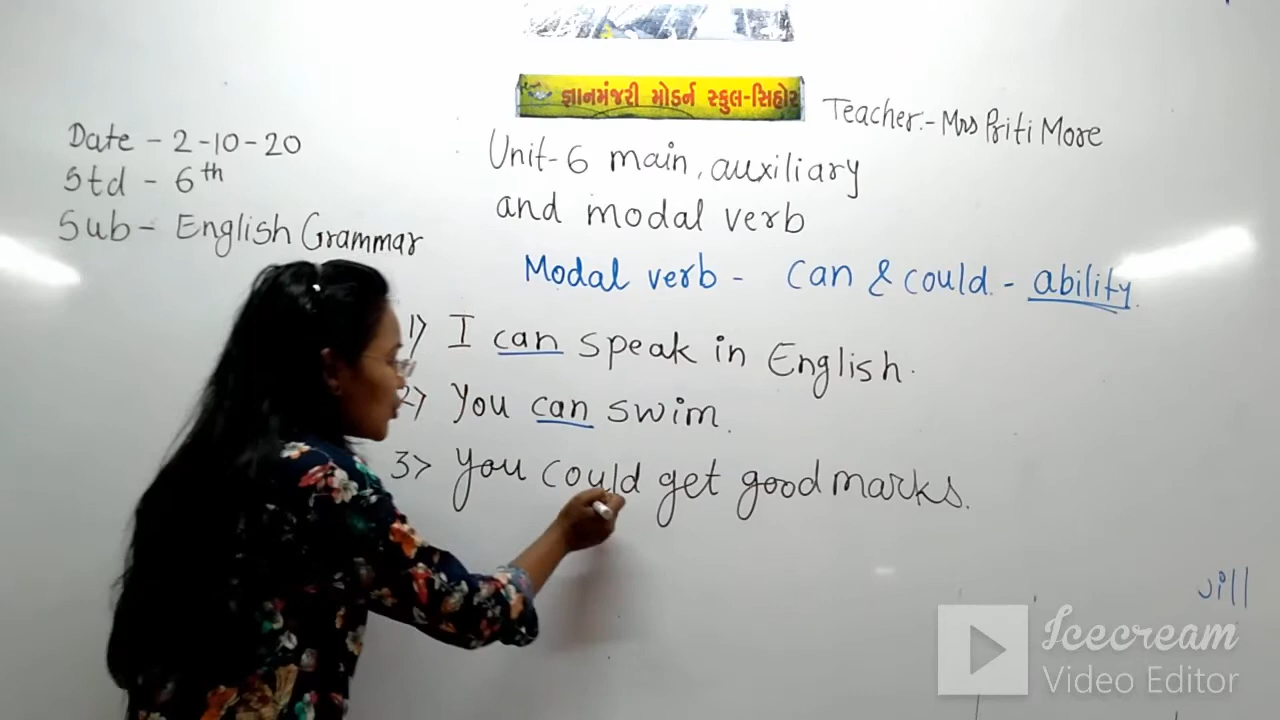 જ્ઞાનમંજરી મોડર્ન સ્કુલ-સિહોર
Teacher:- Mrs Priti More
Date - 2-10-20
Std - 6th
Sub - English Grammar
Unit-6 main, auxiliary
and modal verb
Modal verb - can & could. - ability.
1) I can speak in English.
2) You can swim.
3) You could get good marks.
Icecream
Video Editor